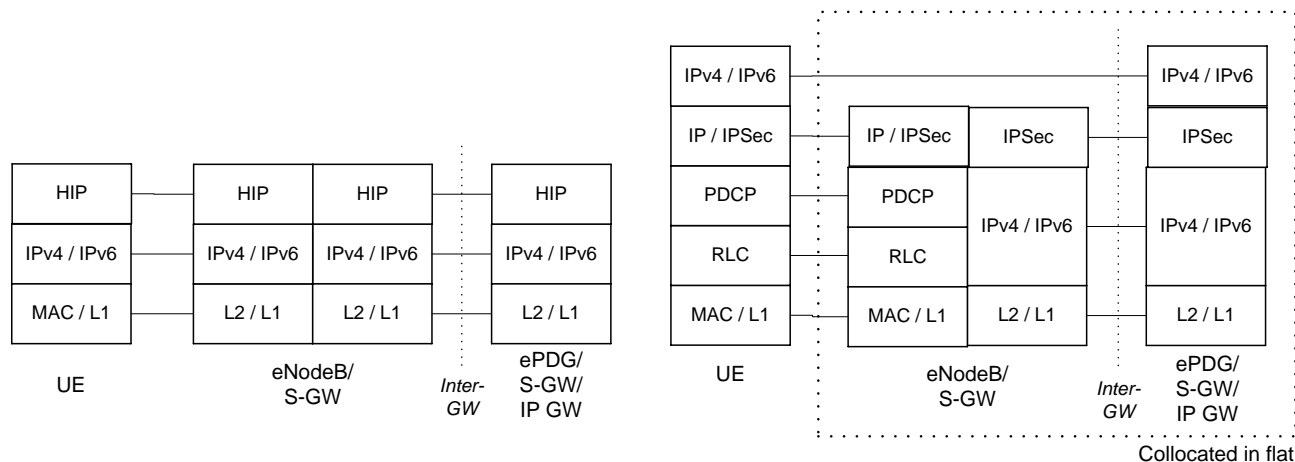 HIP
HIP
HIP
HIP
IPv4 / IPv6
IPv4 / IPv6
IPv4 / IPv6
IPv4 / IPv6
MAC / L1
L2 / L1
L2 / L1
L2 / L1
UE
eNodeB/
S-GW
Inter-
GW
ePDG/
S-GW/
IP GW
IPv4 / IPv6
IPv4 / IPv6
IP / IPSec
IP / IPSec
IPSec
IPSec
PDCP
PDCP
IPv4 / IPv6
IPv4 / IPv6
RLC
RLC
MAC / L1
MAC / L1
L2 / L1
L2 / L1
UE
eNodeB/
S-GW
Inter-
GW
ePDG/
S-GW/
IP GW
Collocated in flat